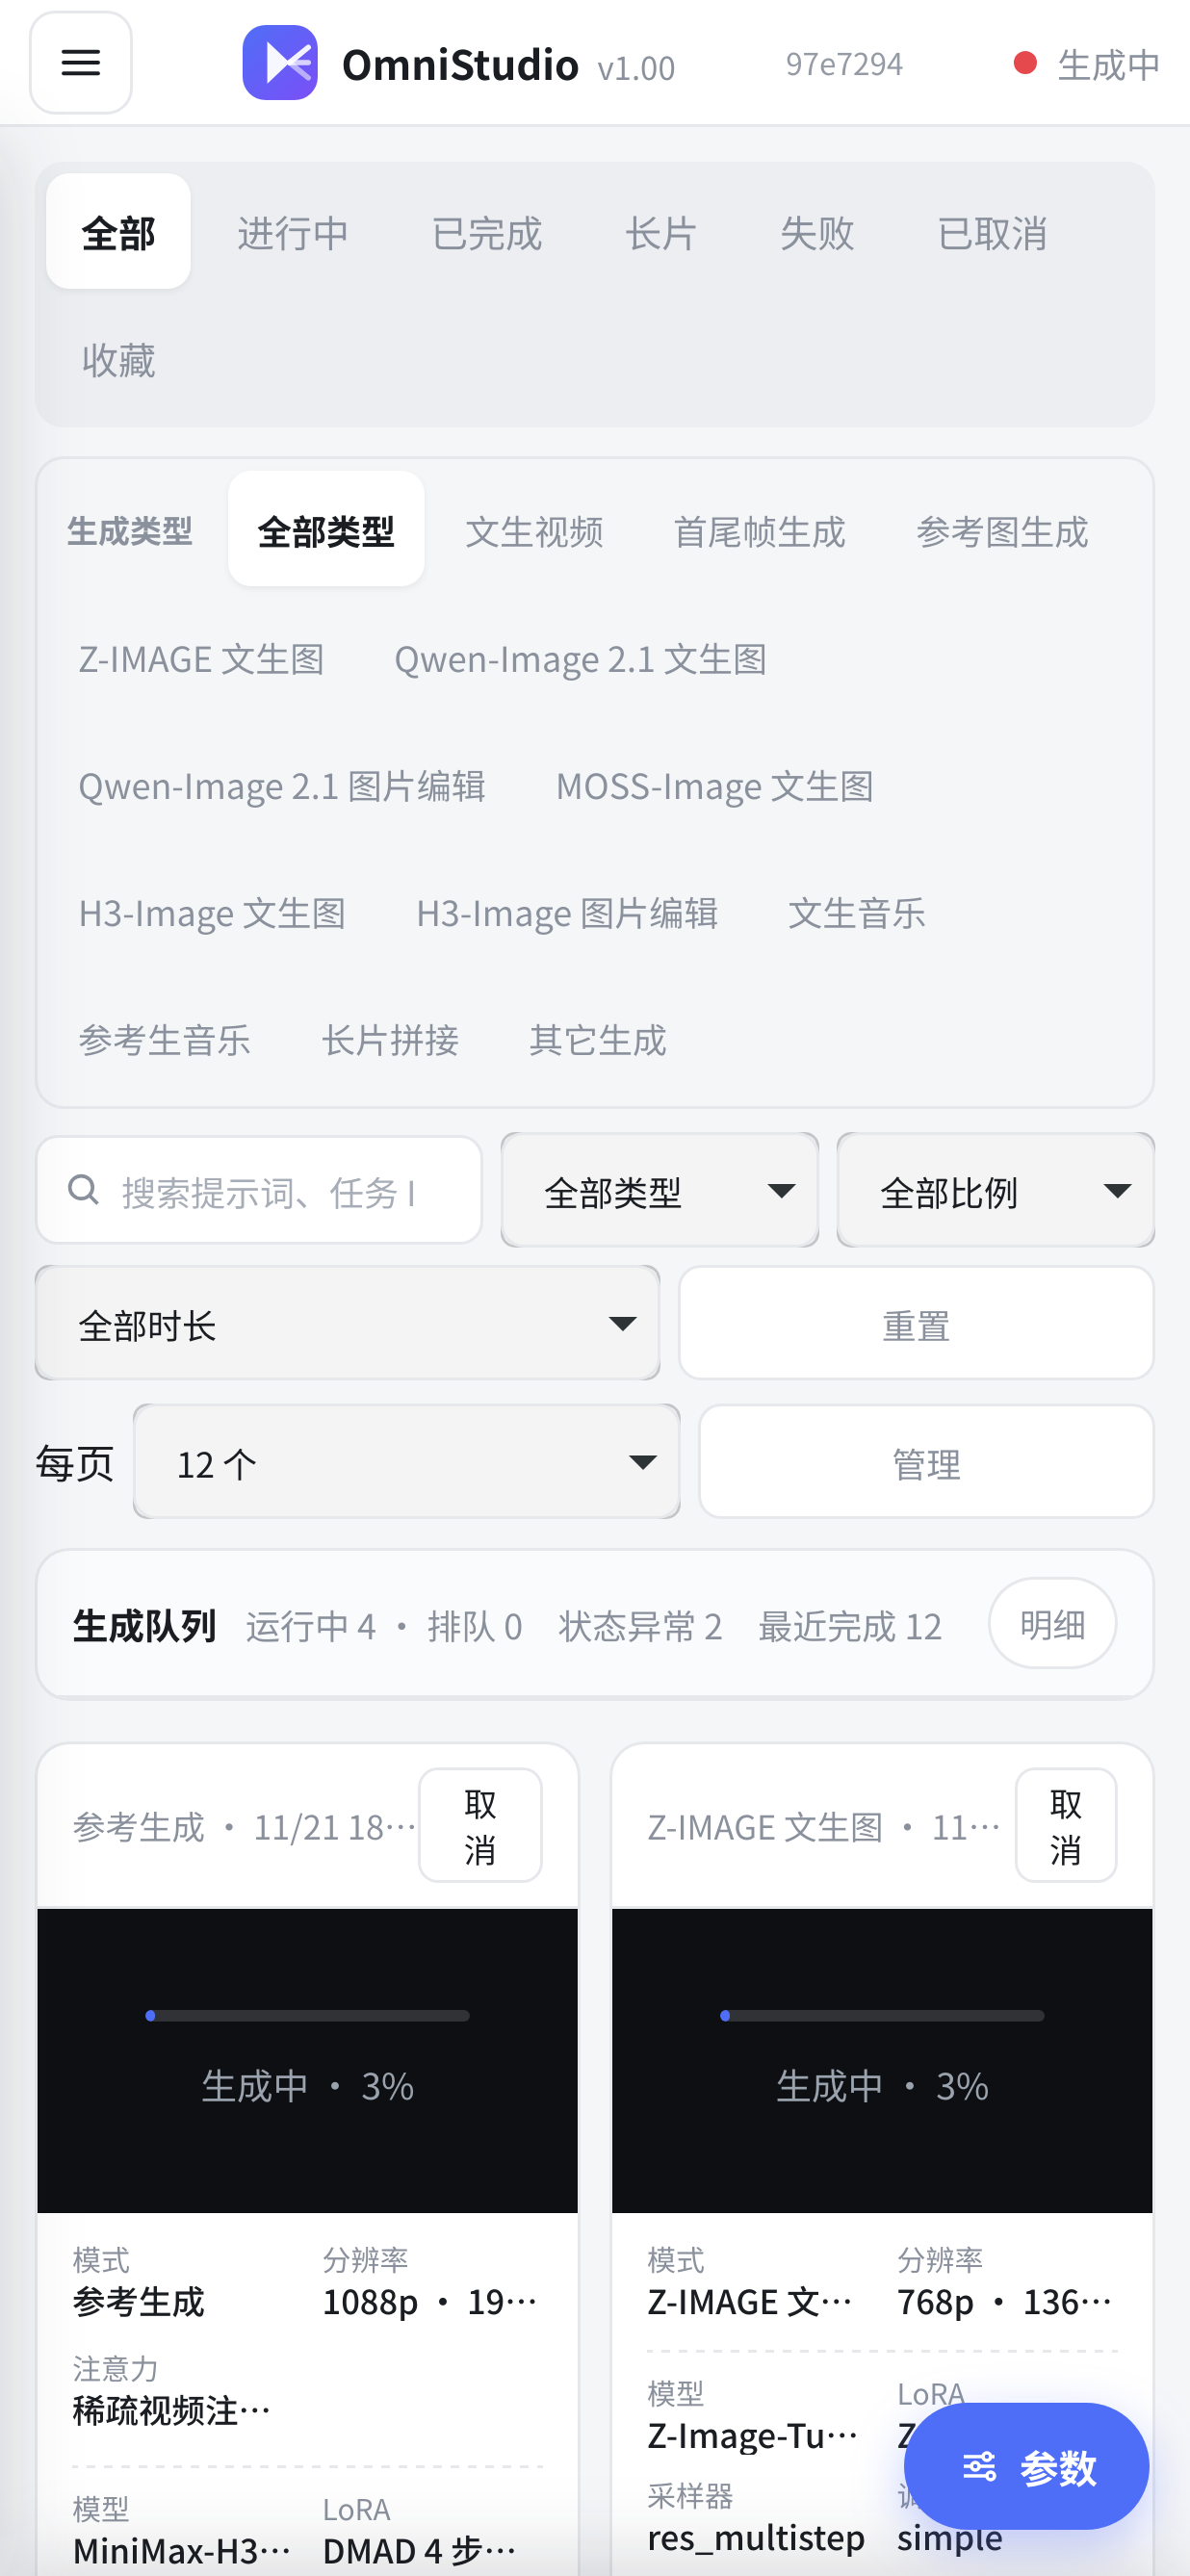 OmniStudio v1.00 97e7294 生成中
全部 进行中 已完成 长片 失败 已取消
收藏
生成类型 全部类型 文生视频 首尾帧生成 参考图生成
Z-IMAGE 文生图 Qwen-Image 2.1 文生图
Qwen-Image 2.1 图片编辑 MOSS-Image 文生图
H3-Image 文生图 H3-Image 图片编辑 文生音乐
参考生音乐 长片拼接 其它生成
搜索提示词、任务 I 全部类型 全部比例
全部时长 重置
每页 12 个 管理
生成队列 运行中 4 · 排队 0 状态异常 2 最近完成 12 明细
参考生成 · 11/21 18… 取消
生成中 · 3%
模式 分辨率
参考生成 1088p · 19…
注意力
稀疏视频注…
模型 LoRA
MiniMax-H3… DMAD 4 步…
Z-IMAGE 文生图 · 11… 取消
生成中 · 3%
模式 分辨率
Z-IMAGE 文… 768p · 136…
模型 LoRA
Z-Image-Tu… Z
采样器
res_multistep simple
参数